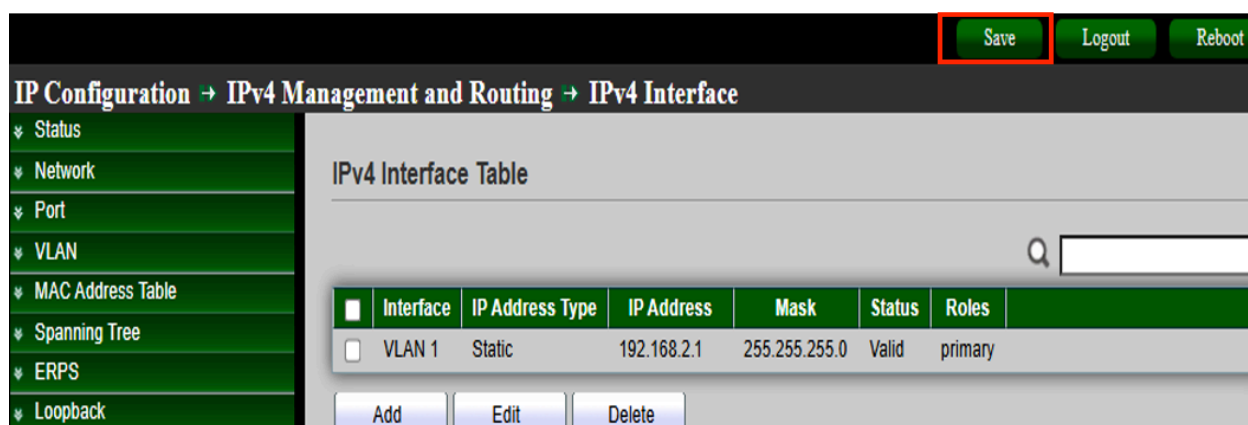 Save Logout Reboot
IP Configuration IPv4 Management and Routing IPv4 Interface
Status
Network
Port
VLAN
MAC Address Table
Spanning Tree
ERPS
Loopback
IPv4 Interface Table
Interface IP Address Type IP Address Mask Status Roles
VLAN 1 Static 192.168.2.1 255.255.255.0 Valid primary
Add Edit Delete